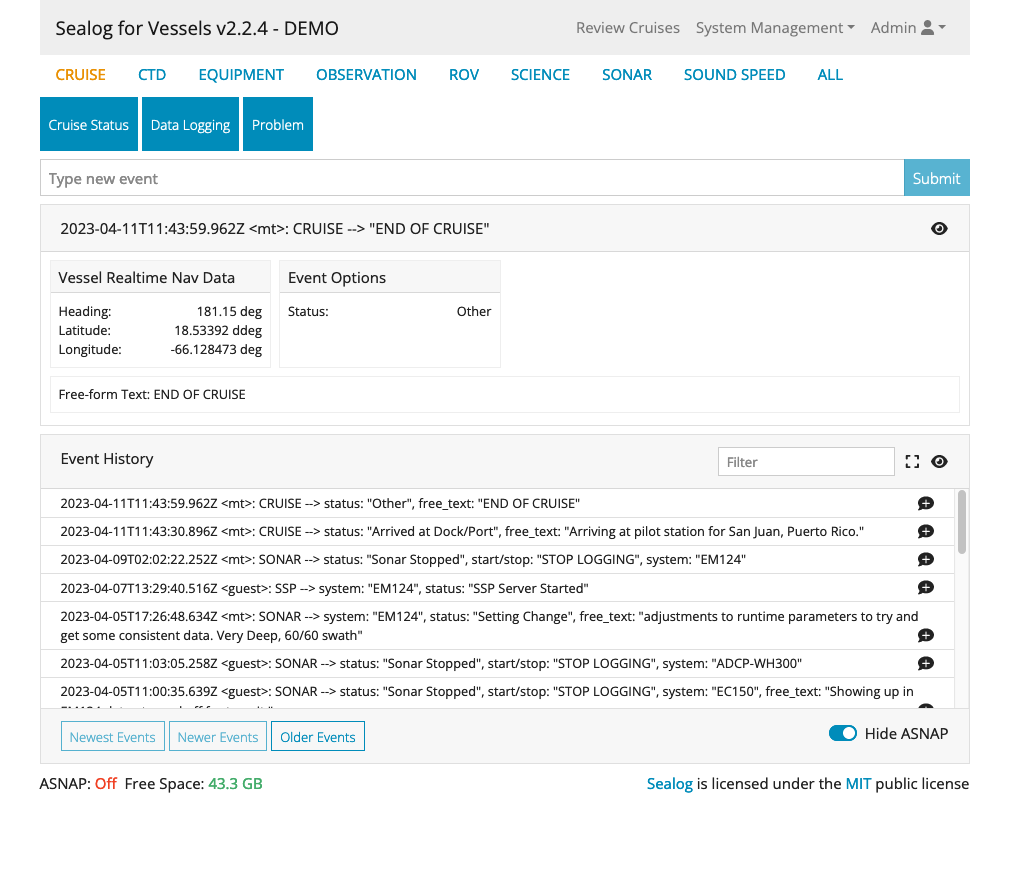 Sealog for Vessels v2.2.4 - DEMO
Review Cruises System Management Admin
CRUISE CTD EQUIPMENT OBSERVATION ROV SCIENCE SONAR SOUND SPEED ALL
Cruise Status Data Logging Problem
Type new event Submit
2023-04-11T11:43:59.962Z <mt>: CRUISE --> "END OF CRUISE"
Vessel Realtime Nav Data
Heading: 181.15 deg
Latitude: 18.53392 ddeg
Longitude: -66.128473 deg
Event Options
Status: Other
Free-form Text: END OF CRUISE
Event History
Filter
2023-04-11T11:43:59.962Z <mt>: CRUISE --> status: "Other", free_text: "END OF CRUISE"
2023-04-11T11:43:30.896Z <mt>: CRUISE --> status: "Arrived at Dock/Port", free_text: "Arriving at pilot station for San Juan, Puerto Rico."
2023-04-09T02:02:22.252Z <mt>: SONAR --> status: "Sonar Stopped", start/stop: "STOP LOGGING", system: "EM124"
2023-04-07T13:29:40.516Z <guest>: SSP --> system: "EM124", status: "SSP Server Started"
2023-04-05T17:26:48.634Z <mt>: SONAR --> system: "EM124", status: "Setting Change", free_text: "adjustments to runtime parameters to try and
get some consistent data. Very Deep, 60/60 swath"
2023-04-05T11:03:05.258Z <guest>: SONAR --> status: "Sonar Stopped", start/stop: "STOP LOGGING", system: "ADCP-WH300"
2023-04-05T11:00:35.639Z <guest>: SONAR --> status: "Sonar Stopped", start/stop: "STOP LOGGING", system: "EC150", free_text: "Showing up in
Newest Events Newer Events Older Events
Hide ASNAP
ASNAP: Off Free Space: 43.3 GB
Sealog is licensed under the MIT public license